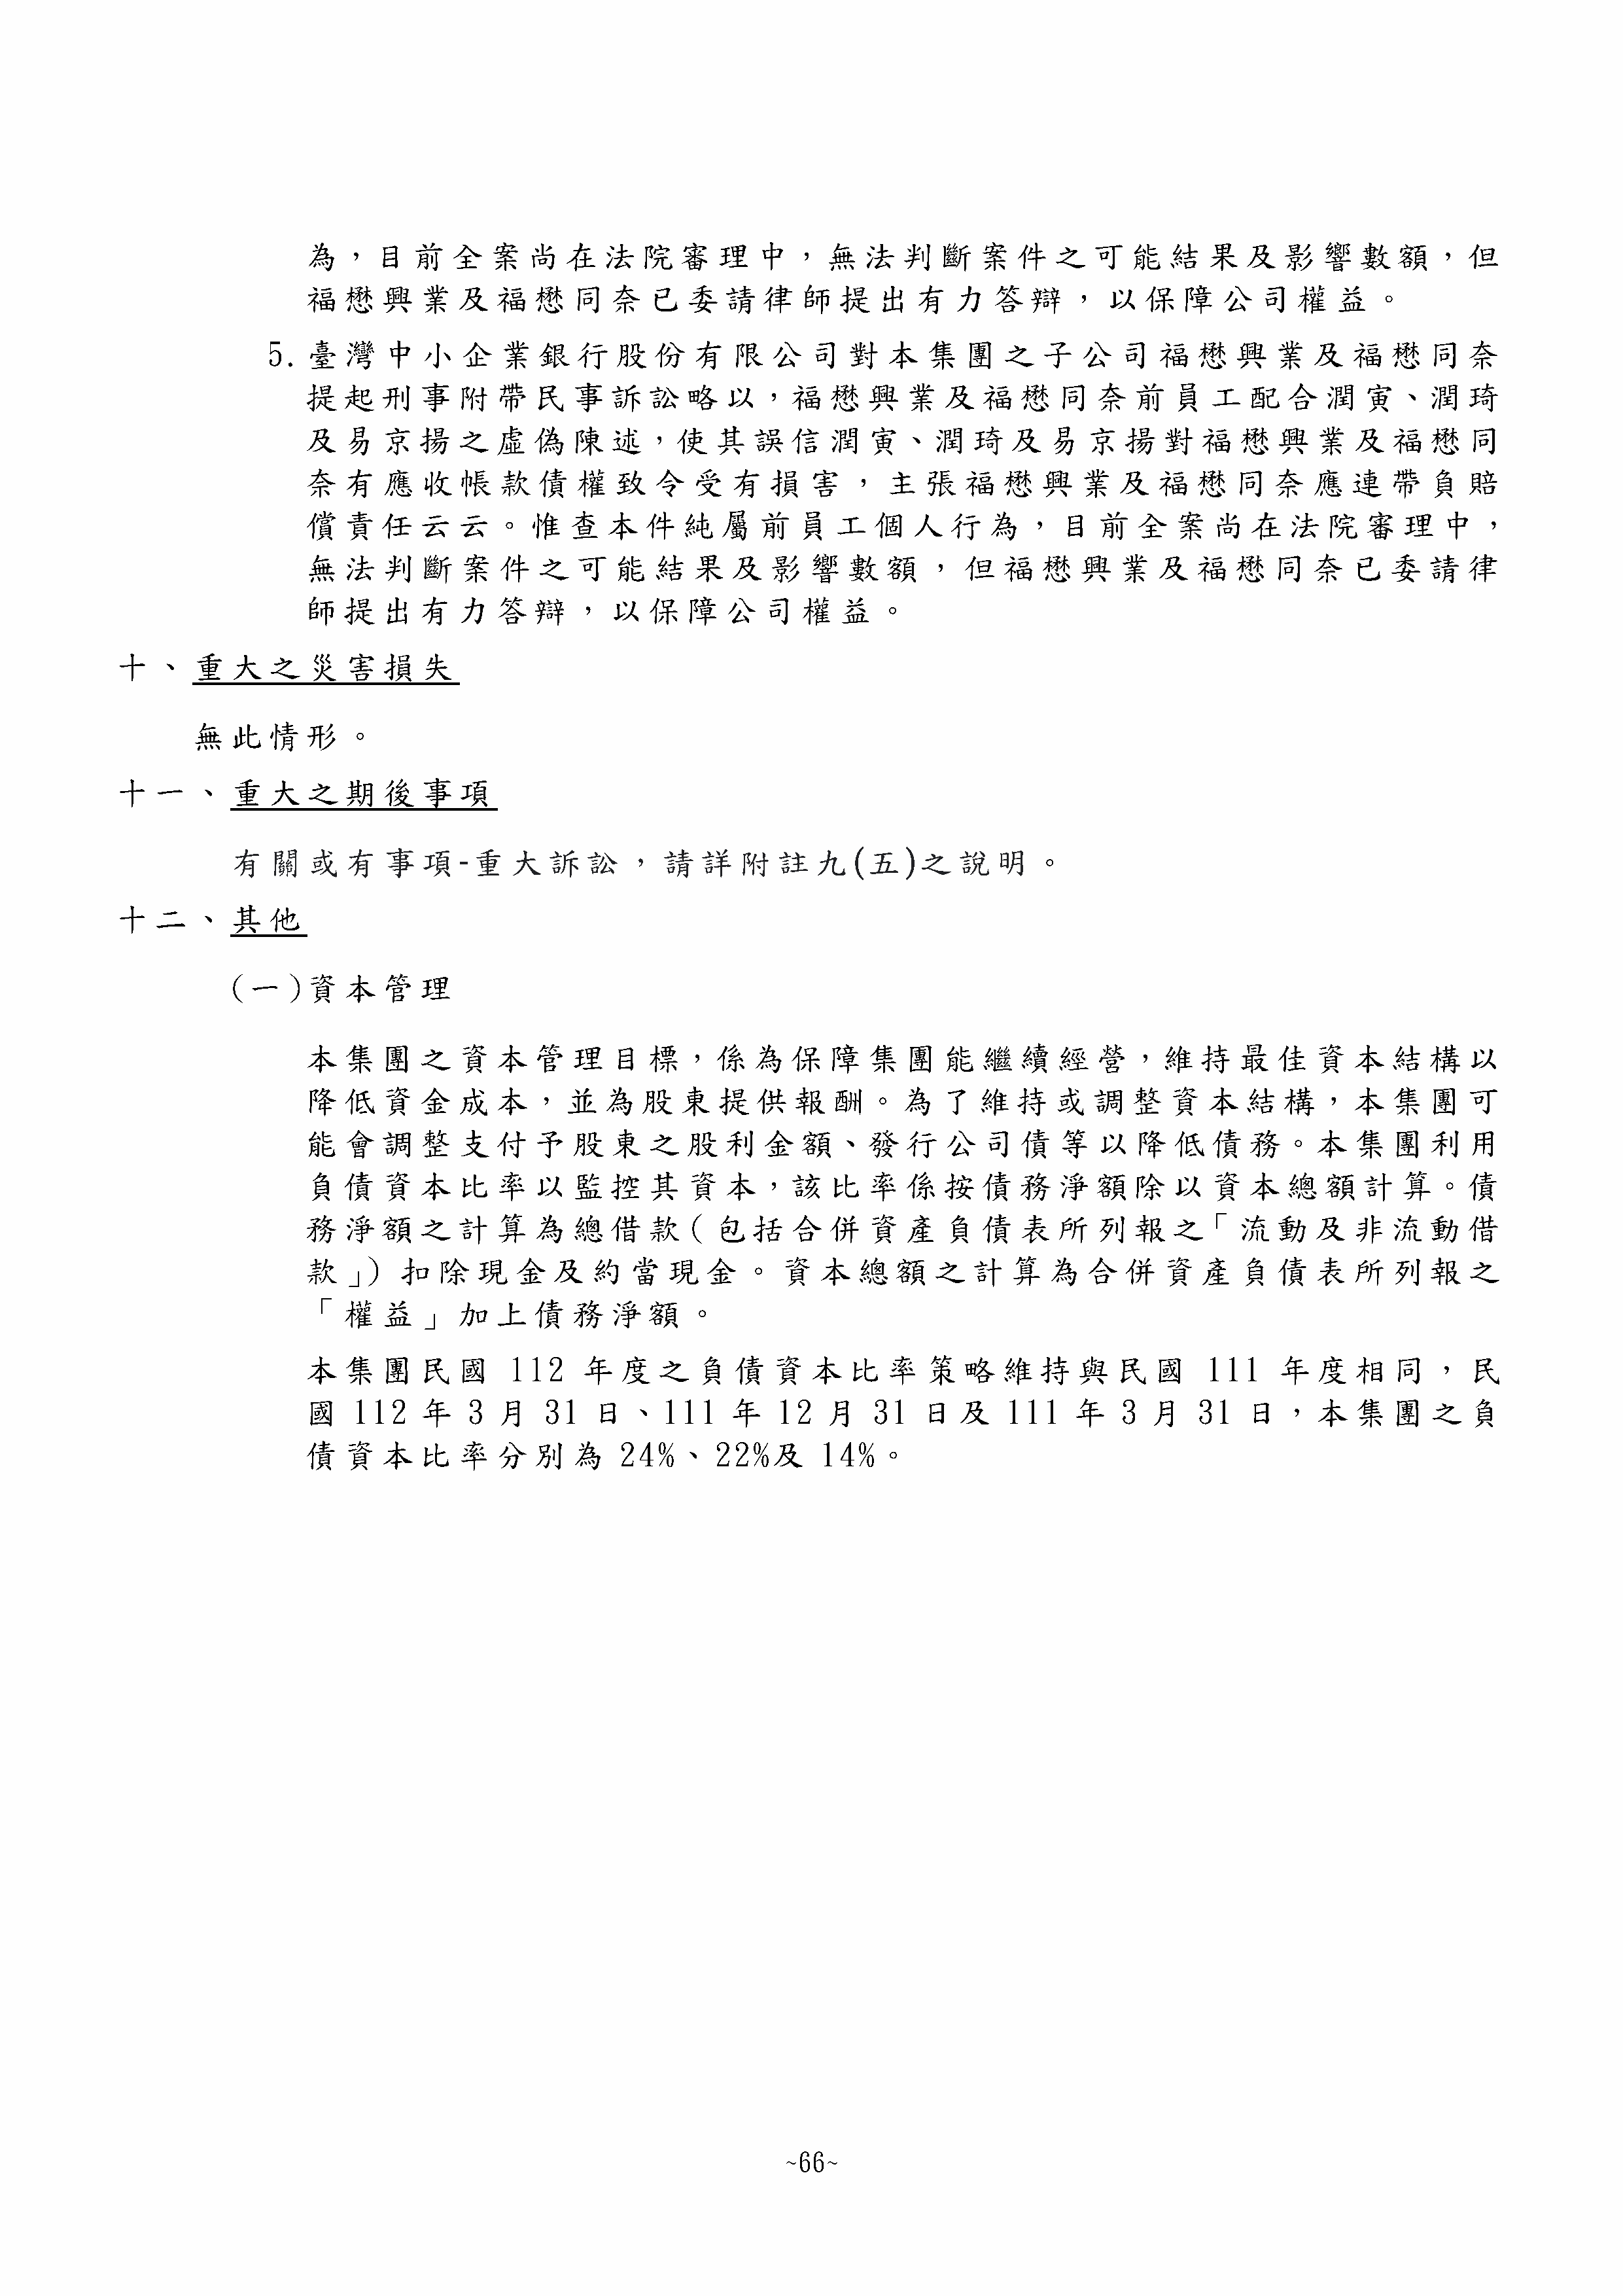 為，目前全案尚在法院審理中，無法判斷案件之可能結果及影響數額，但
福懋興業及福懋同奈已委請律師提出有力答辯，以保障公司權益。
5.臺灣中小企業銀行股份有限公司對本集團之子公司福懋興業及福懋同奈
提起刑事附帶民事訴訟略以，福懋興業及福懋同奈前員工配合潤寅、潤琦
及易京揚之虛偽陳述，使其誤信潤寅、潤琦及易京揚對福懋興業及福懋同
奈有應收帳款債權致令受有損害，主張福懋興業及福懋同奈應連帶負賠
償責任云云。惟查本件純屬前員工個人行為，目前全案尚在法院審理中，
無法判斷案件之可能結果及影響數額，但福懋興業及福懋同奈已委請律
師提出有力答辯，以保障公司權益。
十、重大之災害損失
無此情形。
十一、重大之期後事項
有關或有事項-重大訴訟，請詳附註九(五)之說明。
十二、其他
(一)資本管理
本集團之資本管理目標，係為保障集團能繼續經營，維持最佳資本結構以
降低資金成本，並為股東提供報酬。為了維持或調整資本結構，本集團可
能會調整支付予股東之股利金額、發行公司債等以降低債務。本集團利用
負債資本比率以監控其資本，該比率係按債務淨額除以資本總額計算。債
務淨額之計算為總借款（包括合併資產負債表所列報之「流動及非流動借
款」）扣除現金及約當現金。資本總額之計算為合併資產負債表所列報之
「權益」加上債務淨額。
本集團民國 112 年度之負債資本比率策略維持與民國 111 年度相同，民
國 112 年 3 月 31 日、111 年 12 月 31 日及 111 年 3 月 31 日，本集團之負
債資本比率分別為 24%、22%及 14%。
~66~